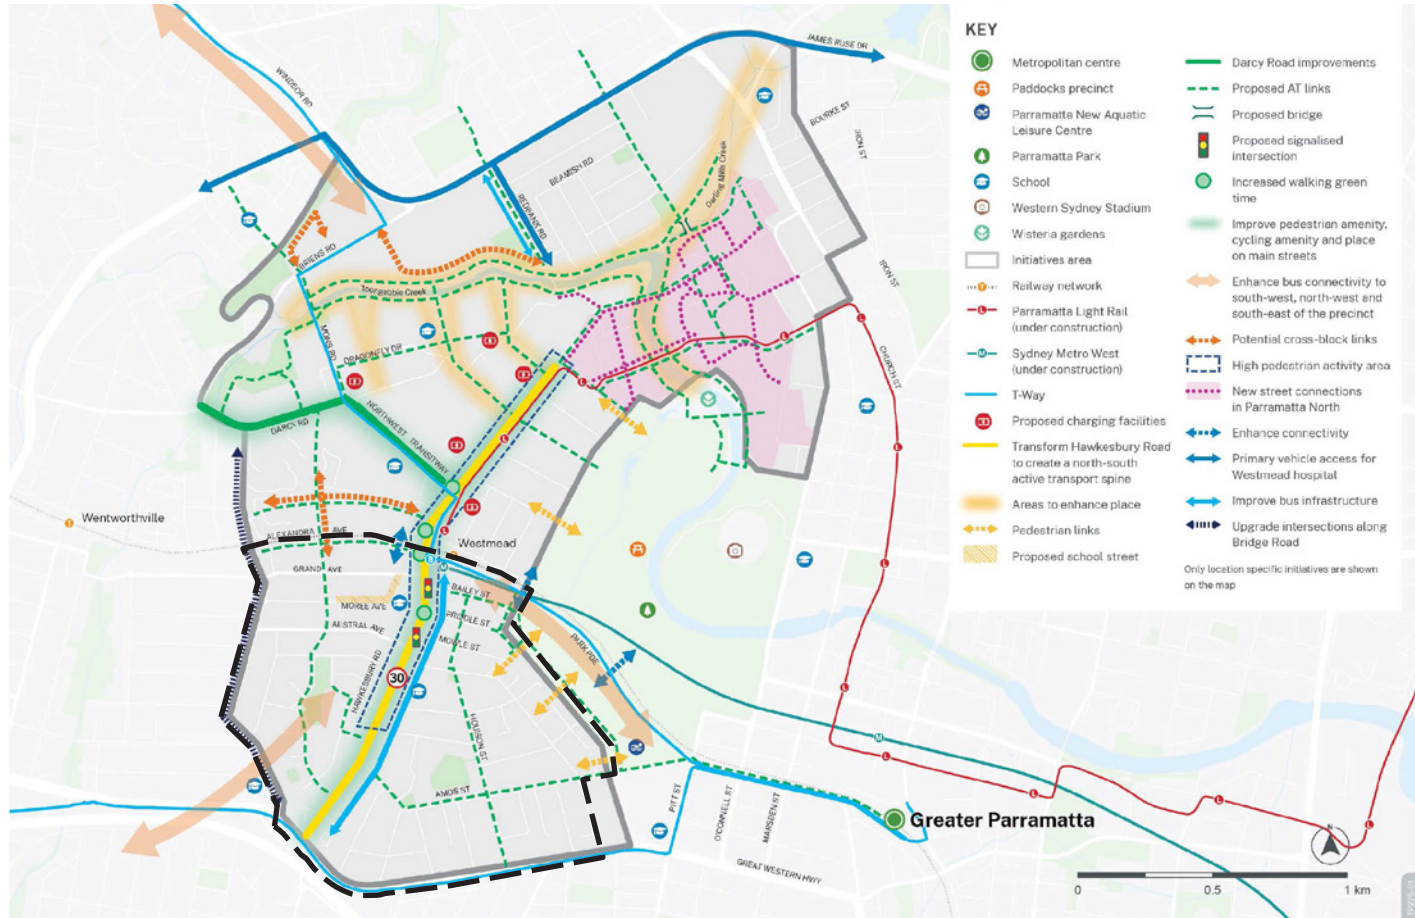 KEY
Metropolitan centre
Paddocks precinct
Parramatta New Aquatic
Leisure Centre
Parramatta Park
School
Western Sydney Stadium
Wisteria gardens
Initiatives area
Railway network
Parramatta Light Rail
(under construction)
Sydney Metro West
(under construction)
T-Way
Proposed charging facilities
Transform Hawkesbury Road
to create a north-south
active transport spine
Areas to enhance place
Pedestrian links
Proposed school street
Darcy Road improvements
Proposed AT links
Proposed bridge
Proposed signalised
intersection
Increased walking green
time
Improve pedestrian amenity,
cycling amenity and place
on main streets
Enhance bus connectivity to
south-west, north-west and
south-east of the precinct
Potential cross-block links
High pedestrian activity area
New street connections
in Parramatta North
Enhance connectivity
Primary vehicle access for
Westmead hospital
Improve bus infrastructure
Upgrade intersections along
Bridge Road
Only location specific initiatives are shown
on the map
JAMES RUSE DR
WINDSOR RD
BOURKE ST
IRON ST
BEAMISH RD
REDBANK RD
Darling Mills Creek
BRIENS RD
IRON ST
Toongabbie Creek
MONS RD
DRAGONFLY DR
CHURCH ST
NORTHWEST TRANSITWAY
DARCY RD
Wentworthville
ALEXANDRA AVE
Westmead
GRAND AVE
BAILEY ST
MOREE AVE
PRIDDLE ST
AUSTRAL AVE
MOWLE ST
PARK PDE
HAWKESBURY RD
30
HOUISON ST
AMOS ST
PITT ST
O'CONNELL ST
MARSDEN ST
Greater Parramatta
GREAT WESTERN HWY
N
0
0.5
1 km